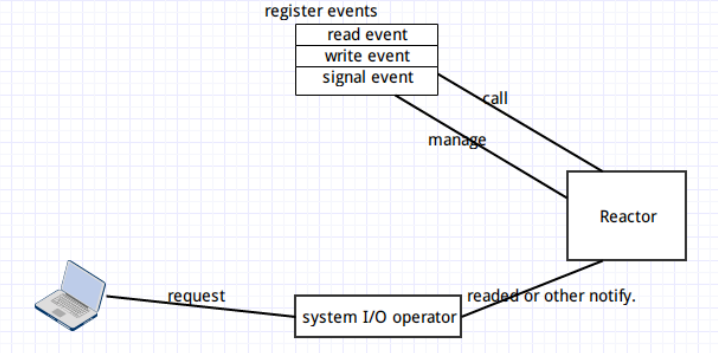 register events
read event
write event
signal event
call
manage
Reactor
request
readed or other notify.
system I/O operator